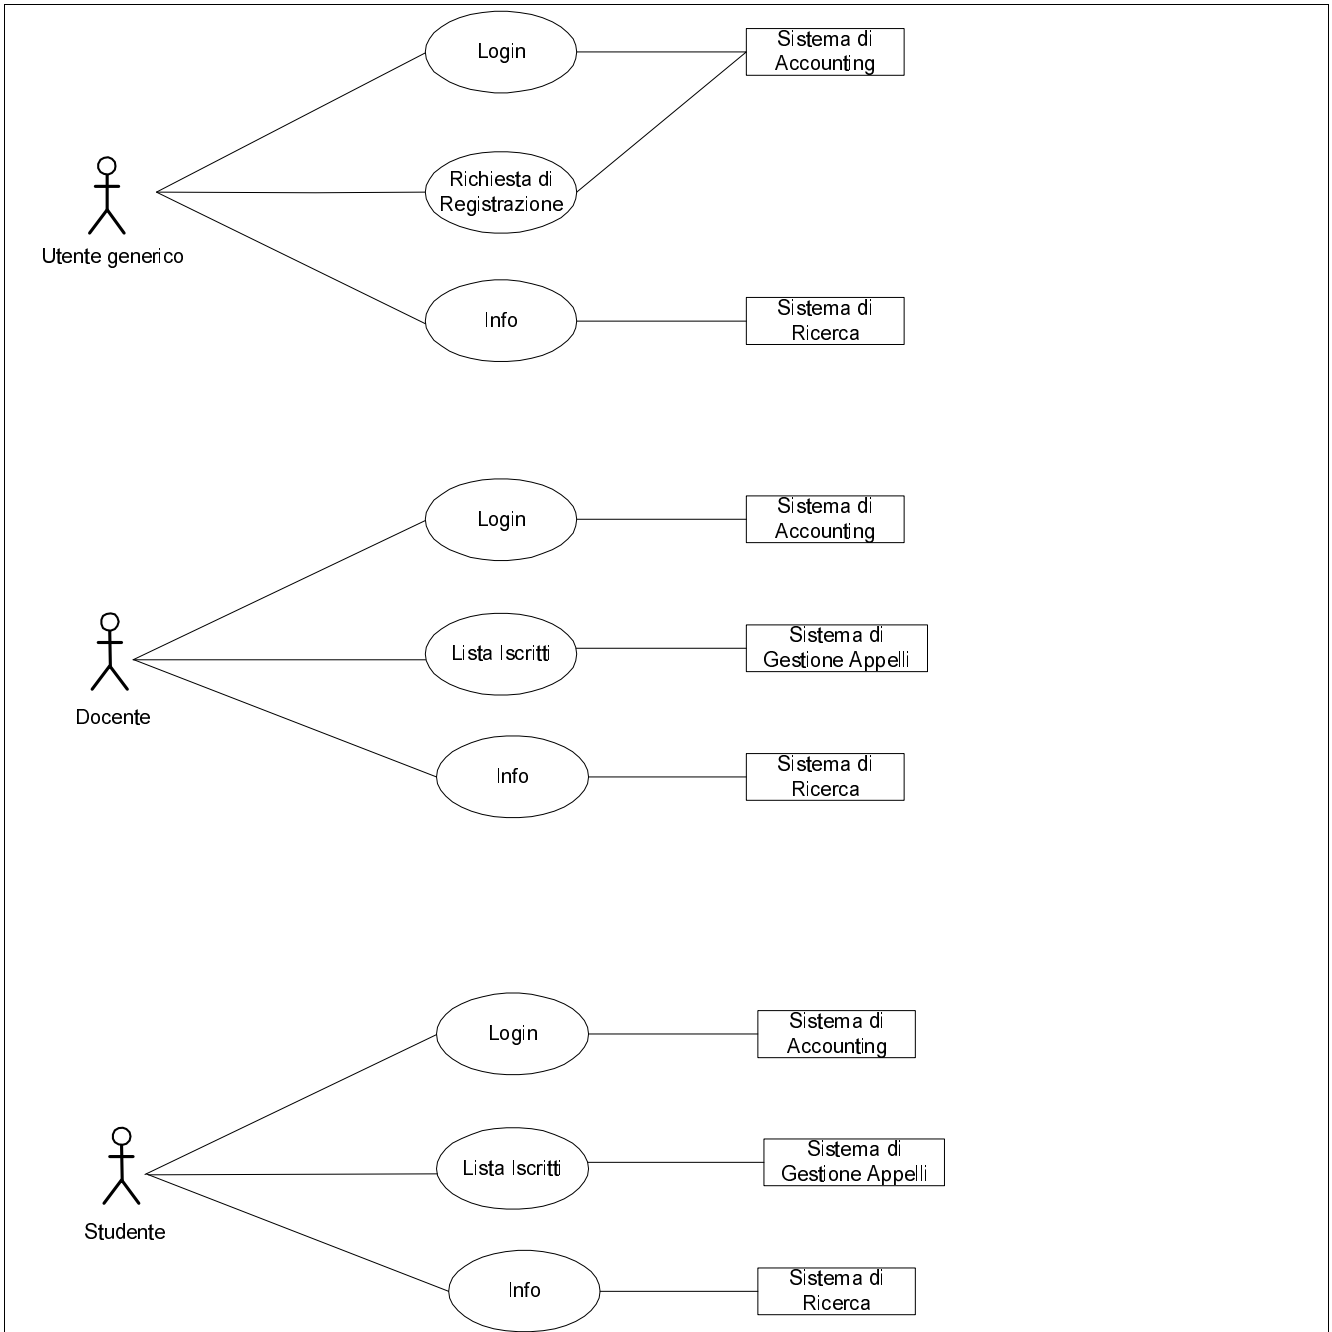 Login
Sistema di
Accounting
Richiesta di
Registrazione
Utente generico
Info
Sistema di
Ricerca
Login
Sistema di
Accounting
Lista Iscritti
Sistema di
Gestione Appelli
Docente
Info
Sistema di
Ricerca
Login
Sistema di
Accounting
Lista Iscritti
Sistema di
Gestione Appelli
Studente
Info
Sistema di
Ricerca